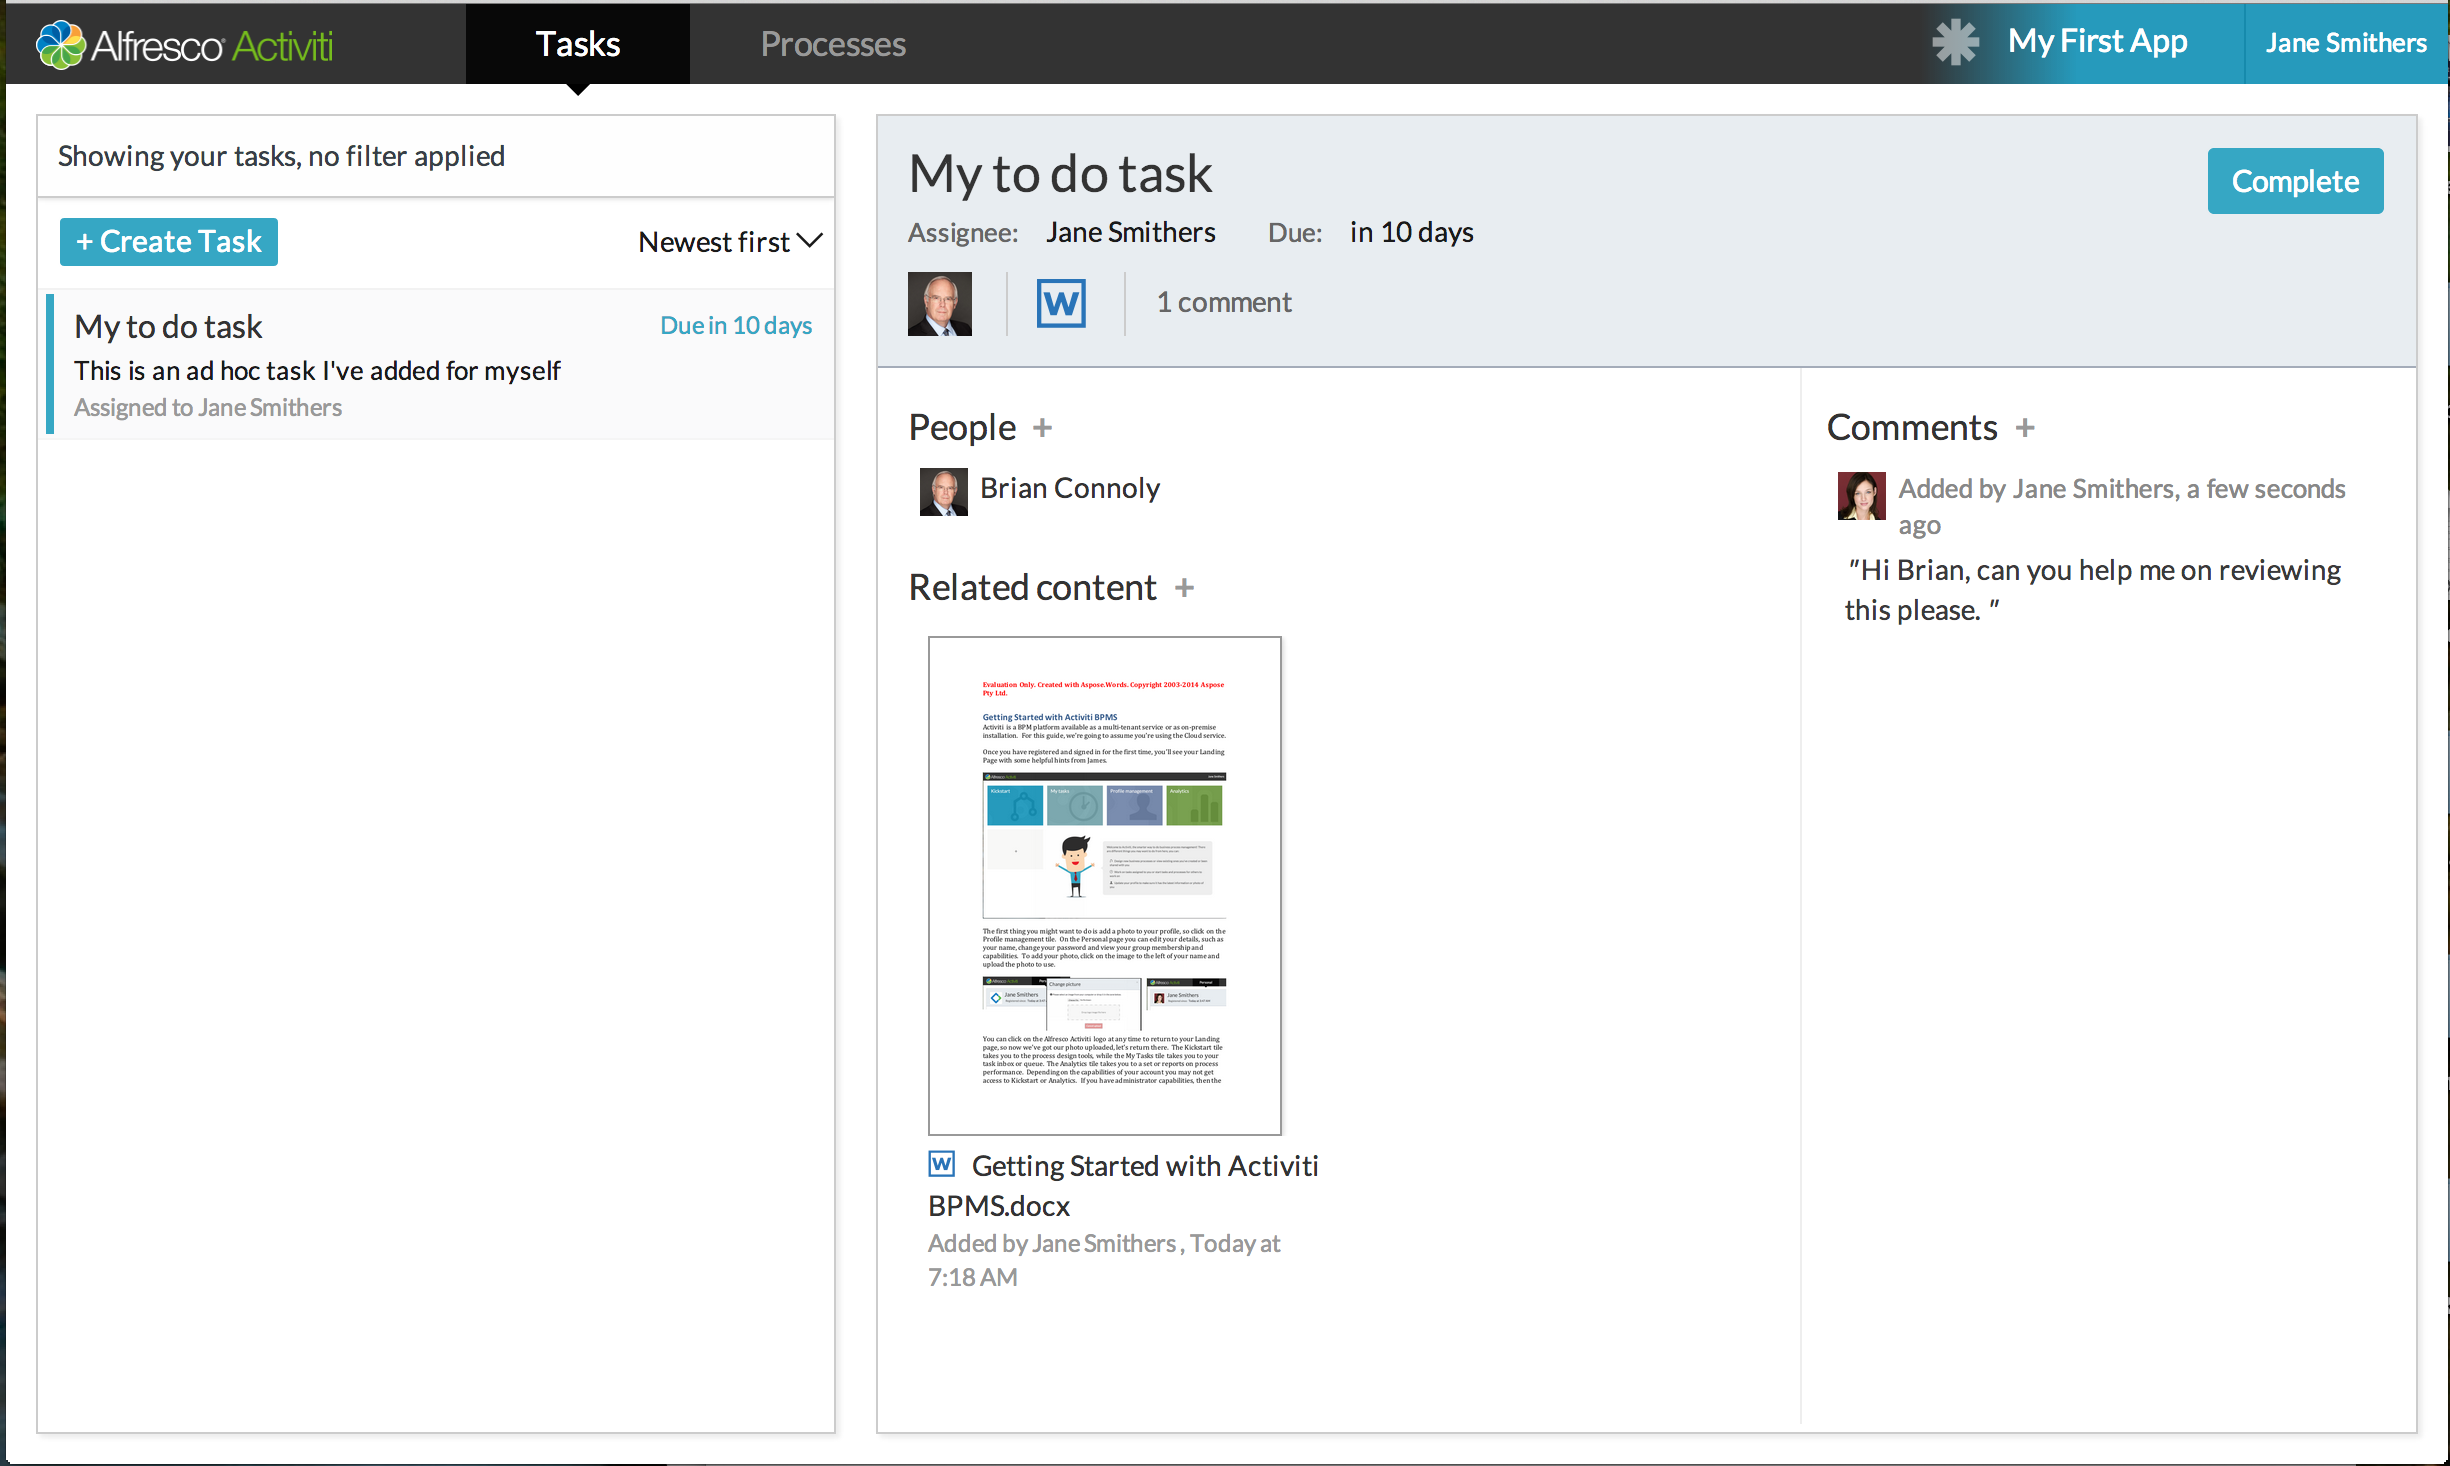 Alfresco Activiti
Tasks
Processes
My First App
Jane Smithers
Showing your tasks, no filter applied
+ Create Task
Newest first
My to do task
Due in 10 days
This is an ad hoc task I've added for myself
Assigned to Jane Smithers
My to do task
Complete
Assignee: Jane Smithers Due: in 10 days
W
1 comment
People +
Brian Connoly
Related content +
Evaluation Only. Created with Aspose.Words. Copyright 2003-2014 Aspose
Pty Ltd.
Getting Started with Activiti BPMS
Activiti is a BPM platform available as a multi-tenant service or as on-premise
installation. For this guide, we're going to assume you're using the Cloud service.
Once you have registered and signed in for the first time, you'll see your Landing
Page with some helpful hints from James.
Alfresco Activiti
Kickstart
My tasks
Profile management
Analytics
The first thing you might want to do is add a photo to your profile, so click on the
Profile management tile. On the Personal page you can edit your details, such as
your name, change your password and view your group membership and
capabilities. To add your photo, click on the image to the left of your name and
upload the photo to use.
Jane Smithers
Change picture
Personal
Jane Smithers
You can click on the Alfresco Activiti logo at any time to return to your Landing
page, so now we've got our photo uploaded, let's return there. The Kickstart tile
takes you to the process design tools, while the My Tasks tile takes you to your
task inbox or queue. The Analytics tile takes you to a set or reports on process
performance. Depending on the capabilities of your account you may not get
access to Kickstart or Analytics. If you have administrator capabilities, then the
W Getting Started with Activiti
BPMS.docx
Added by Jane Smithers , Today at
7:18 AM
Comments +
Added by Jane Smithers, a few seconds
ago
"Hi Brian, can you help me on reviewing
this please. "